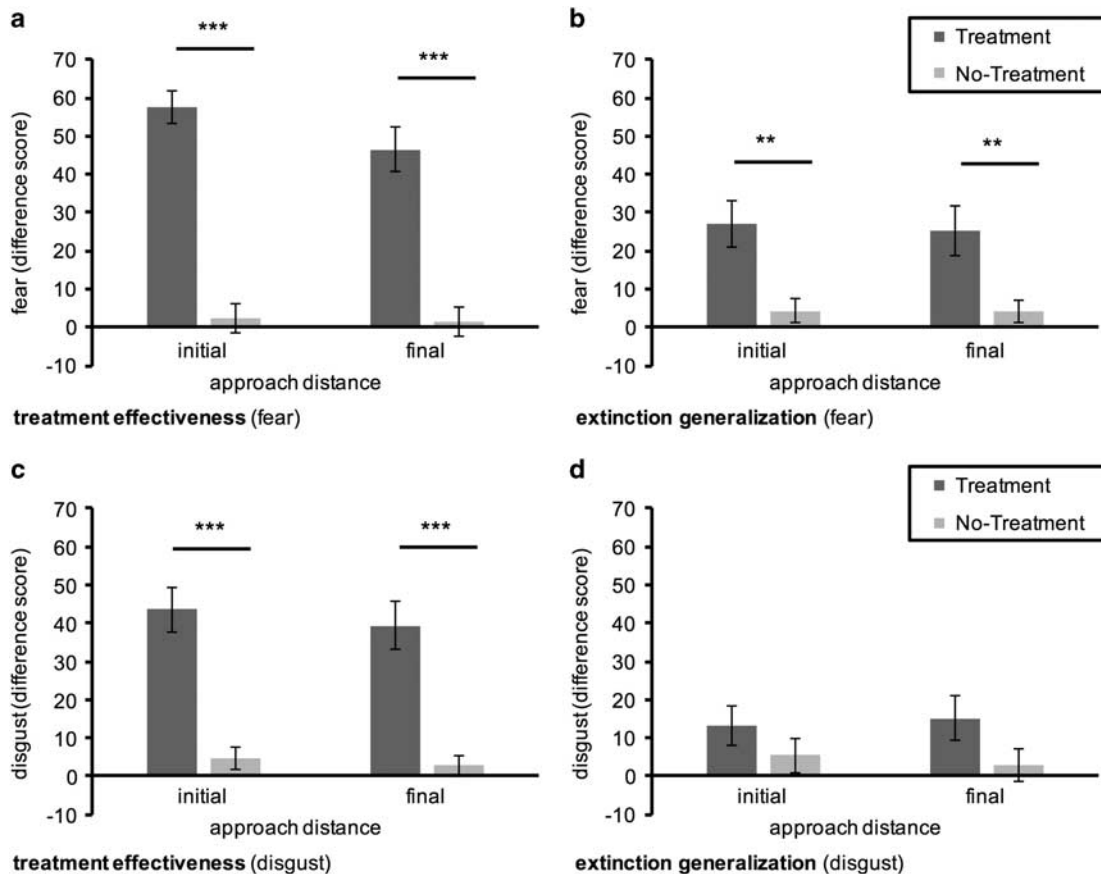 a
***
***
70
60
50
40
30
20
10
0
-10
fear (difference score)
initial
final
approach distance
treatment effectiveness (fear)
b
Treatment
No-Treatment
**
**
70
60
50
40
30
20
10
0
-10
fear (difference score)
initial
final
approach distance
extinction generalization (fear)
c
***
***
70
60
50
40
30
20
10
0
-10
disgust (difference score)
initial
final
approach distance
treatment effectiveness (disgust)
d
Treatment
No-Treatment
70
60
50
40
30
20
10
0
-10
disgust (difference score)
initial
final
approach distance
extinction generalization (disgust)